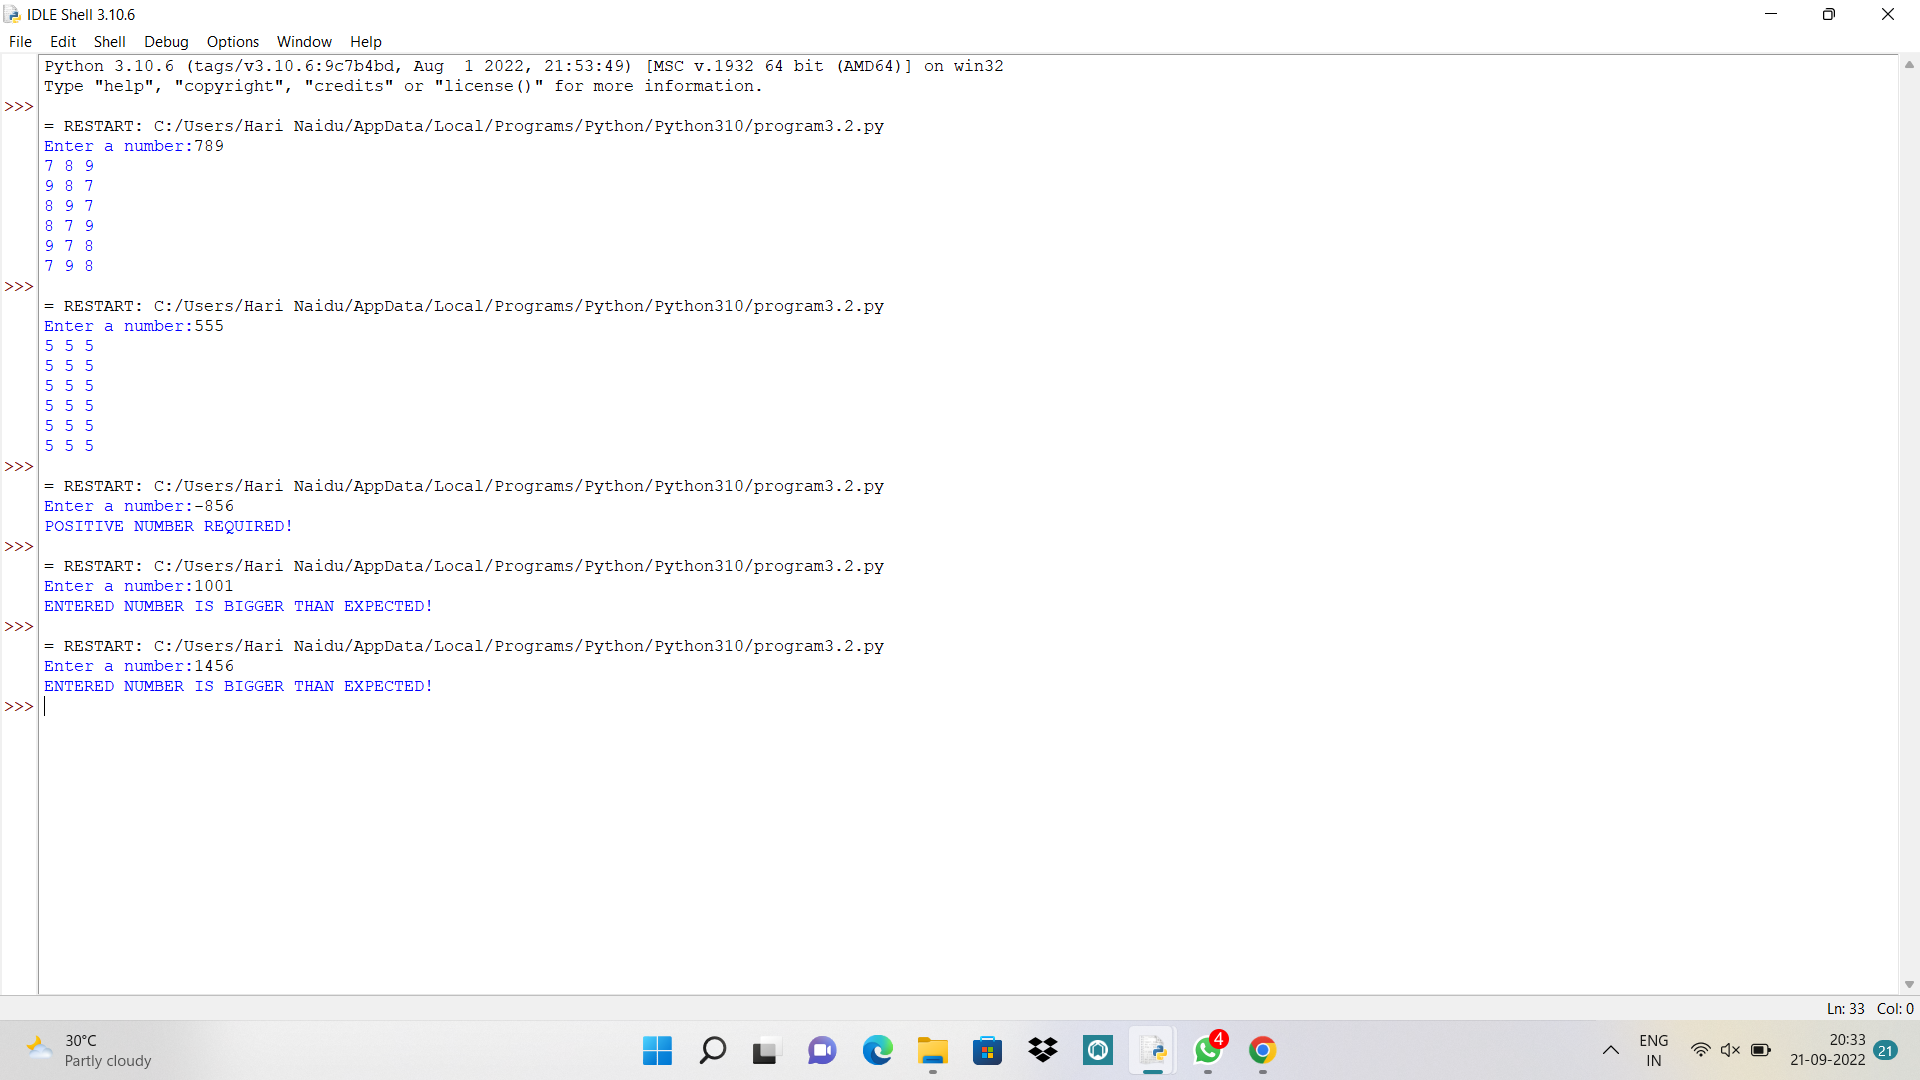 IDLE Shell 3.10.6
File Edit Shell Debug Options Window Help
Python 3.10.6 (tags/v3.10.6:9c7b4bd, Aug  1 2022, 21:53:49) [MSC v.1932 64 bit (AMD64)] on win32
Type "help", "copyright", "credits" or "license()" for more information.
>>>
= RESTART: C:/Users/Hari Naidu/AppData/Local/Programs/Python/Python310/program3.2.py
Enter a number:789
7 8 9
9 8 7
8 9 7
8 7 9
9 7 8
7 9 8
>>>
= RESTART: C:/Users/Hari Naidu/AppData/Local/Programs/Python/Python310/program3.2.py
Enter a number:555
5 5 5
5 5 5
5 5 5
5 5 5
5 5 5
5 5 5
>>>
= RESTART: C:/Users/Hari Naidu/AppData/Local/Programs/Python/Python310/program3.2.py
Enter a number:-856
POSITIVE NUMBER REQUIRED!
>>>
= RESTART: C:/Users/Hari Naidu/AppData/Local/Programs/Python/Python310/program3.2.py
Enter a number:1001
ENTERED NUMBER IS BIGGER THAN EXPECTED!
>>>
= RESTART: C:/Users/Hari Naidu/AppData/Local/Programs/Python/Python310/program3.2.py
Enter a number:1456
ENTERED NUMBER IS BIGGER THAN EXPECTED!
>>>
Ln: 33 Col: 0
30°C
Partly cloudy
4
ENG
IN
20:33
21-09-2022
21